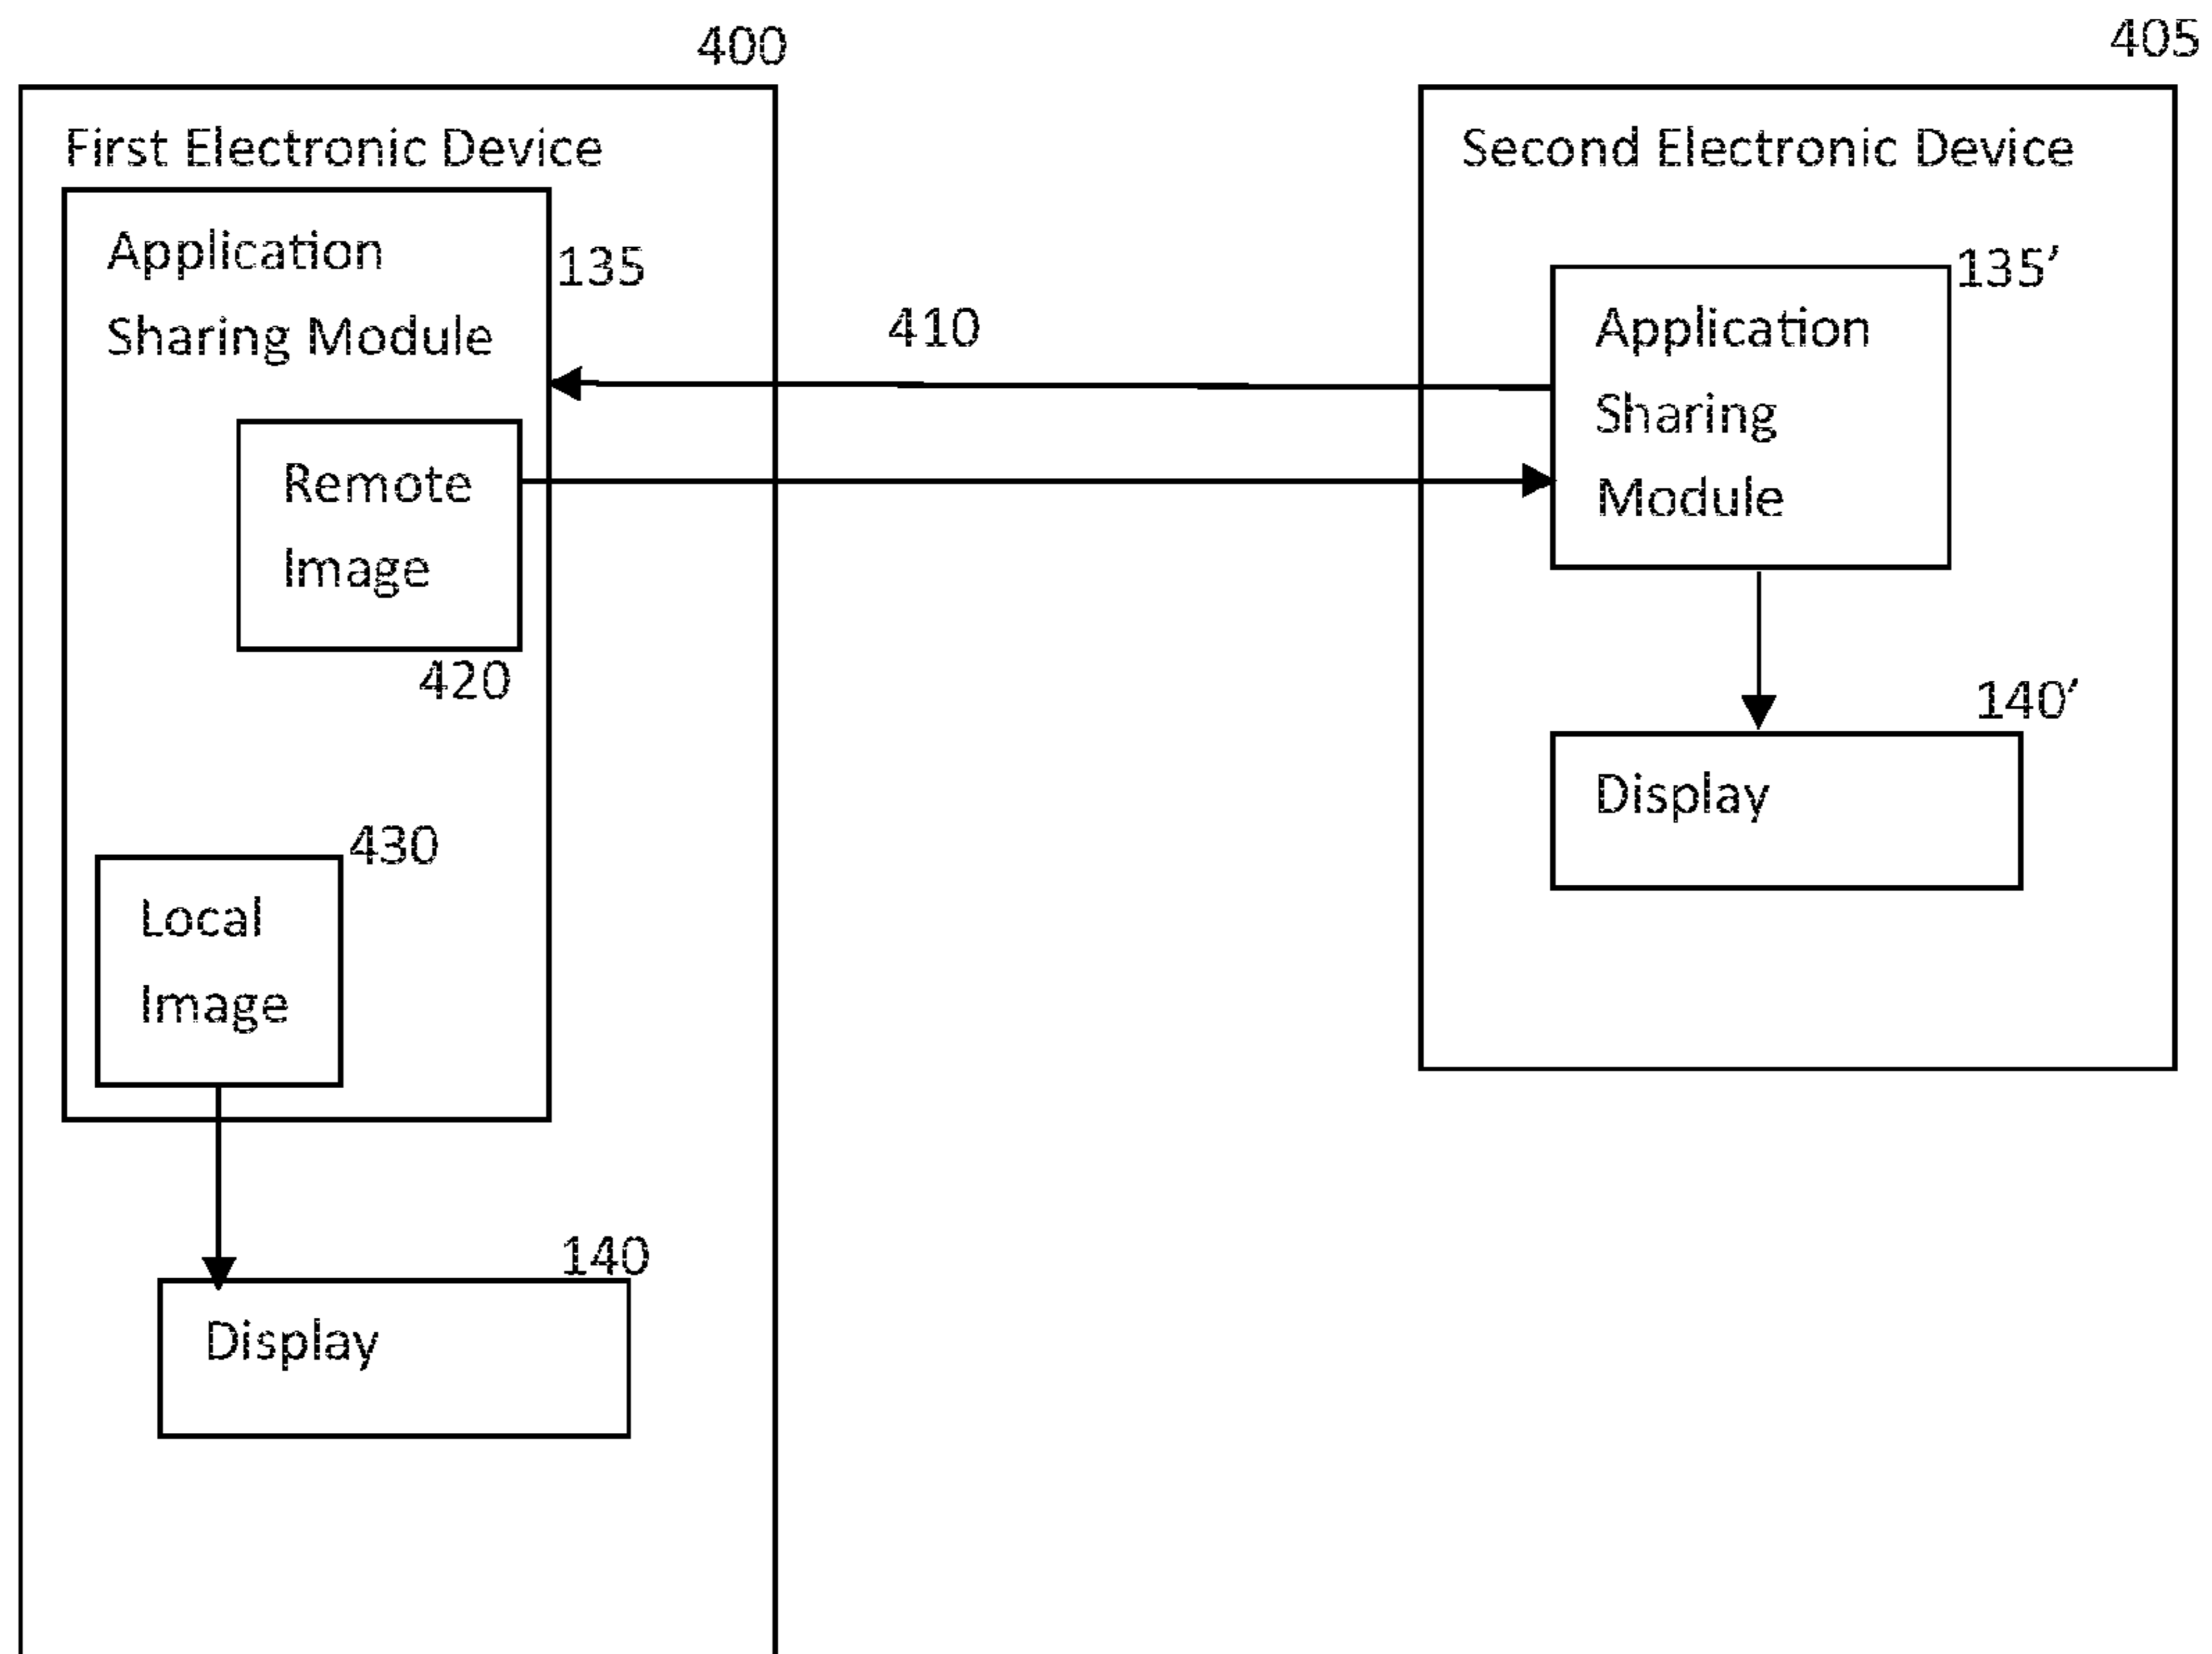 400
405
First Electronic Device
Second Electronic Device
Application
Sharing Module
135
410
135’
Application
Sharing
Module
Remote
Image
420
140’
Display
430
Local
Image
140
Display